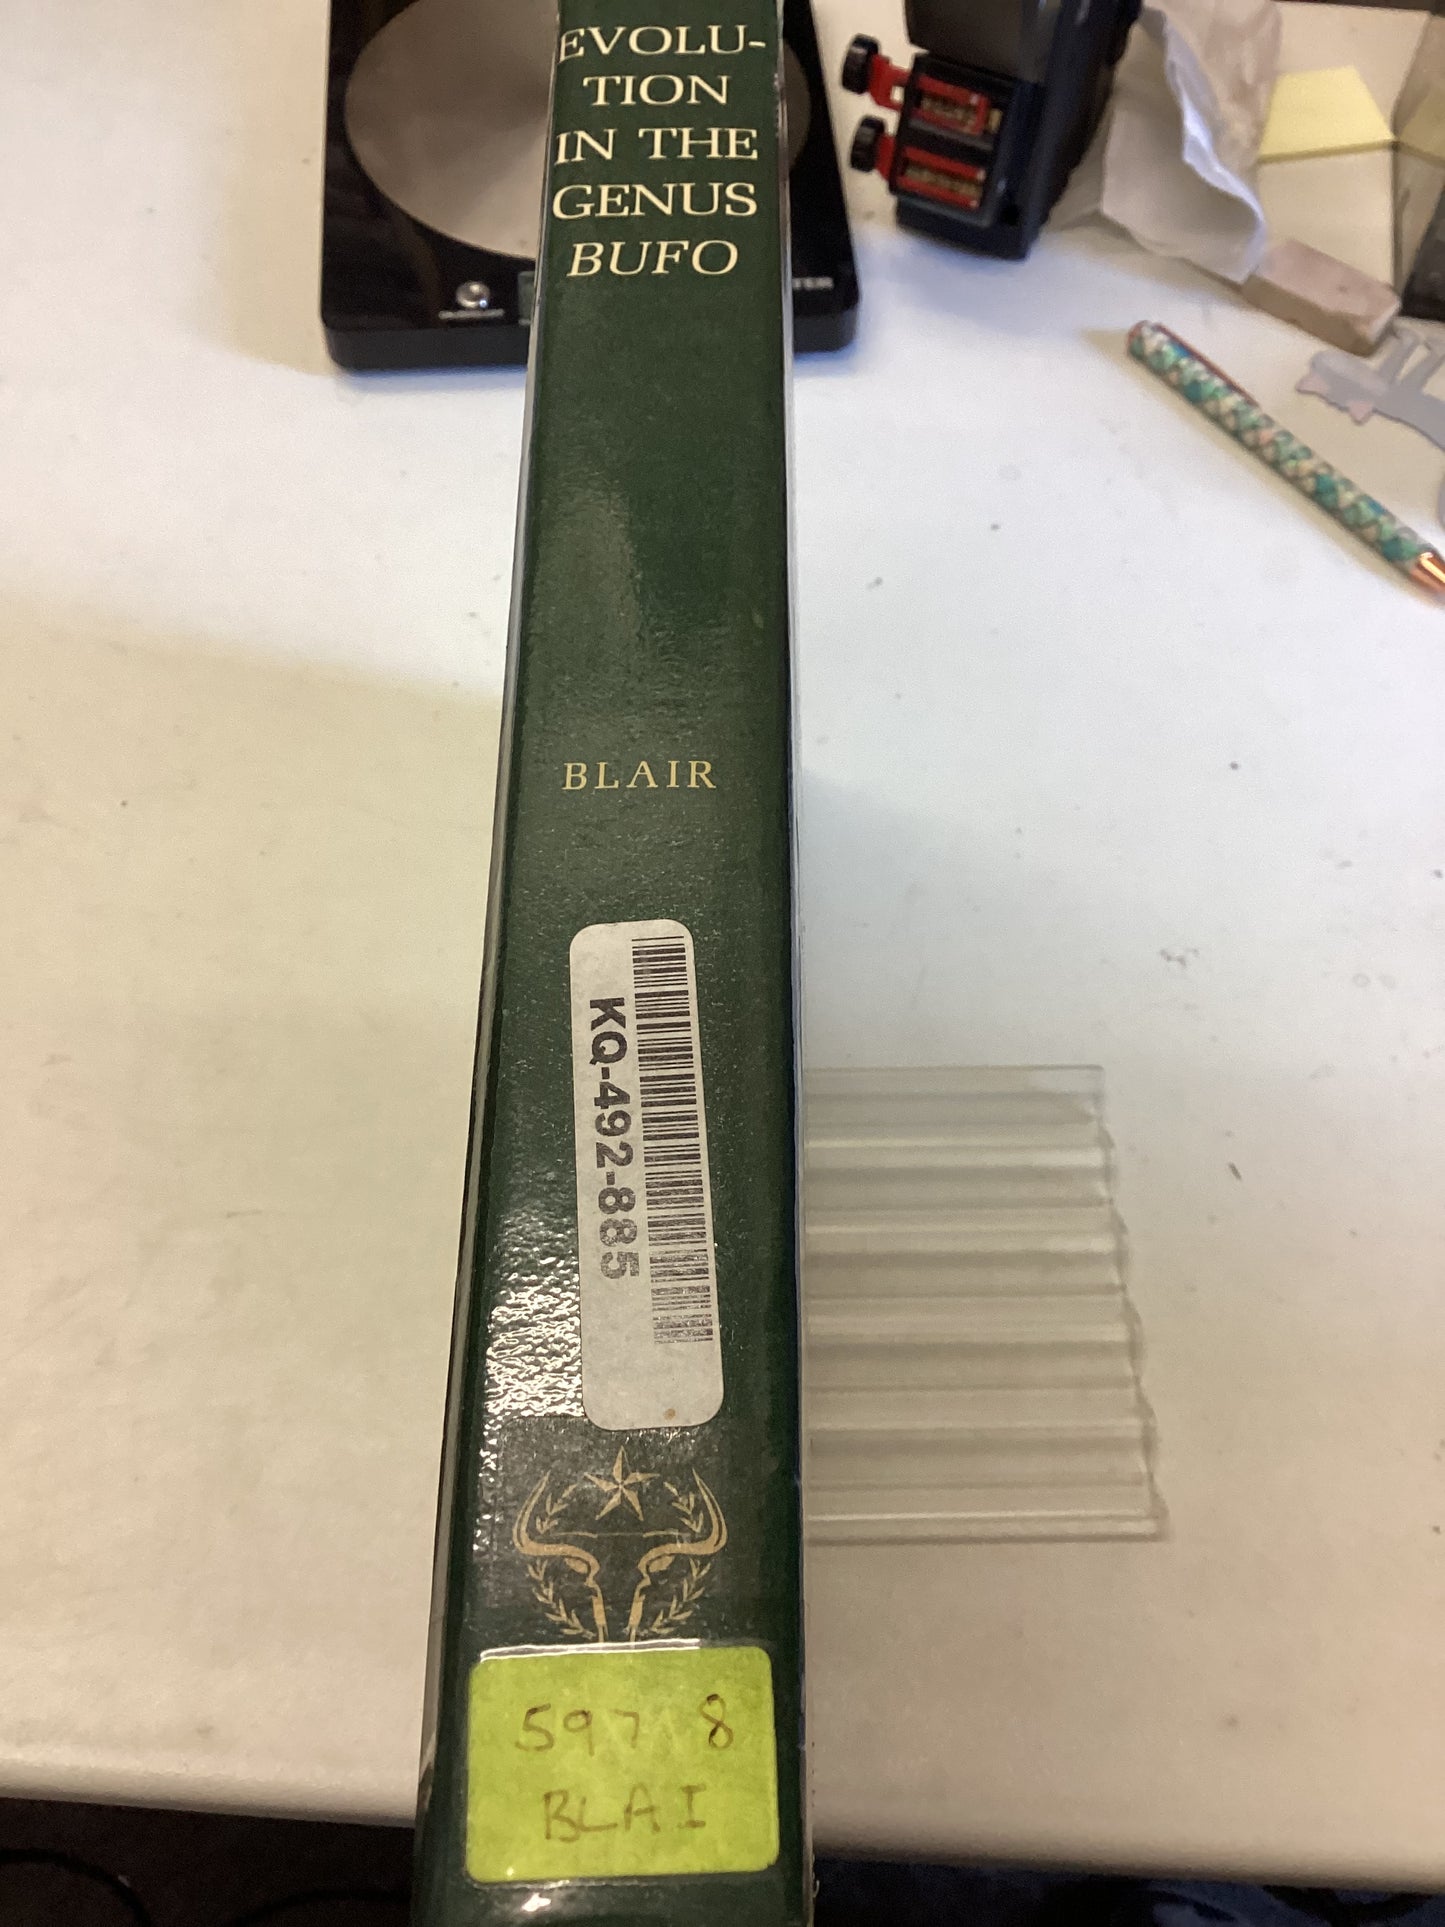 EVOLU-
TION
IN THE
GENUS
BUFO
BLAIR
KQ-492-885
597 8
BLAI